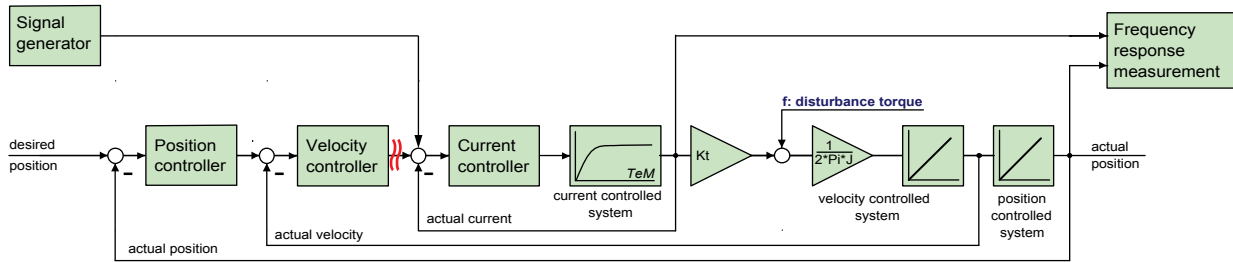 Signal
generator
Frequency
response
measurement
f: disturbance torque
desired
position
Position
controller
Velocity
controller
Current
controller
TeM
Kt
1
2*Pi*J
actual
position
current controlled
system
velocity controlled
system
position
controlled
system
actual current
actual velocity
actual position